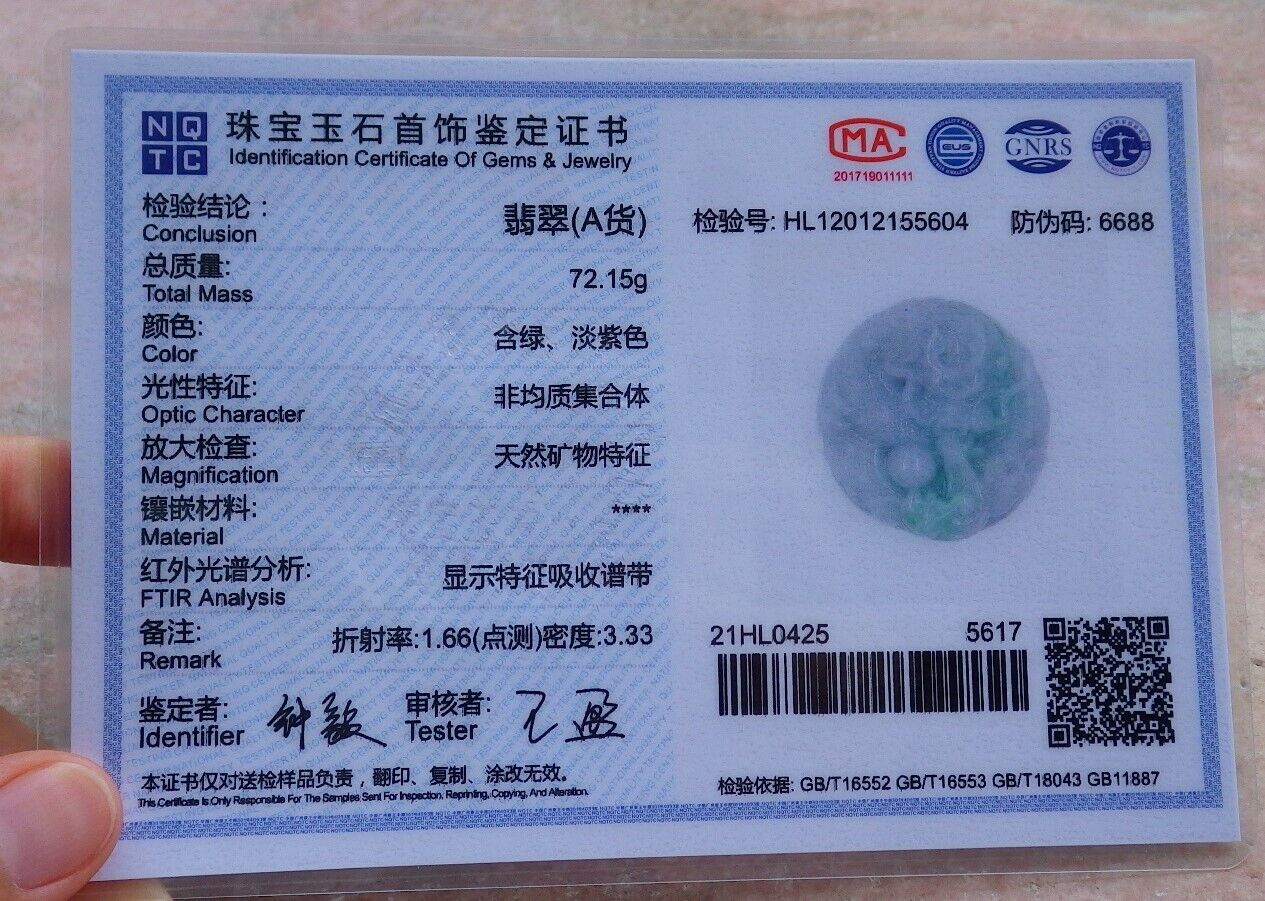 NQTC
珠宝玉石首饰鉴定证书
Identification Certificate Of Gems & Jewelry
检验结论：
翡翠(A货)
Conclusion
总质量:
72.15g
Total Mass
颜色:
含绿、淡紫色
Color
光性特征:
非均质集合体
Optic Character
放大检查:
天然矿物特征
Magnification
镶嵌材料:
****
Material
红外光谱分析:
显示特征吸收谱带
FTIR Analysis
备注:
折射率:1.66(点测)密度:3.33
Remark
鉴定者:
Identifier
审核者:
Tester
本证书仅对送检样品负责，翻印、复制、涂改无效。
This Certificate Is Only Responsible For The Samples Sent For Inspection. Reprinting, Copying, And Alteration.
MA
201719011111
GUS
GNRS
检验号: HL12012155604 防伪码: 6688
21HL0425 5617
检验依据: GB/T16552 GB/T16553 GB/T18043 GB11887